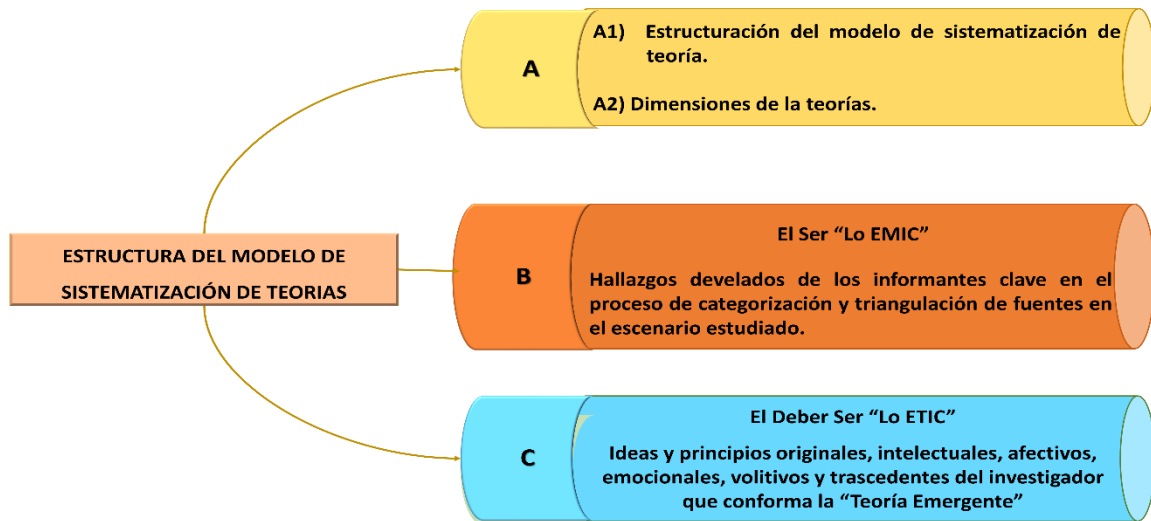 ESTRUCTURA DEL MODELO DE
SISTEMATIZACIÓN DE TEORIAS
A
A1) Estructuración del modelo de sistematización de
teoría.
A2) Dimensiones de la teorías.
B
El Ser “Lo EMIC”
Hallazgos develados de los informantes clave en el
proceso de categorización y triangulación de fuentes en
el escenario estudiado.
C
El Deber Ser “Lo ETIC”
Ideas y principios originales, intelectuales, afectivos,
emocionales, volitivos y trascedentes del investigador
que conforma la “Teoría Emergente”